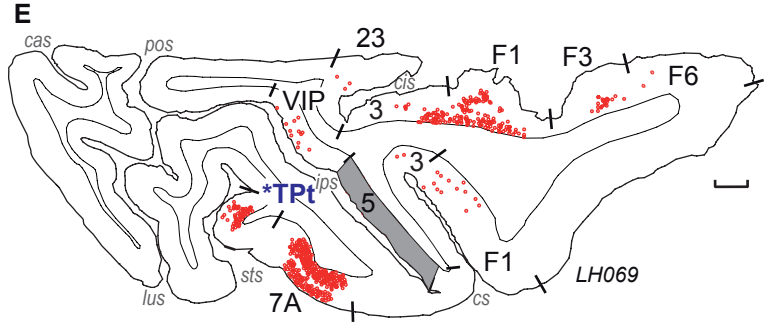 E
cas
pos
23
cis
F1
F3
F6
VIP
3
3
*TPt
ips
5
F1
LH069
sts
7A
lus
cs